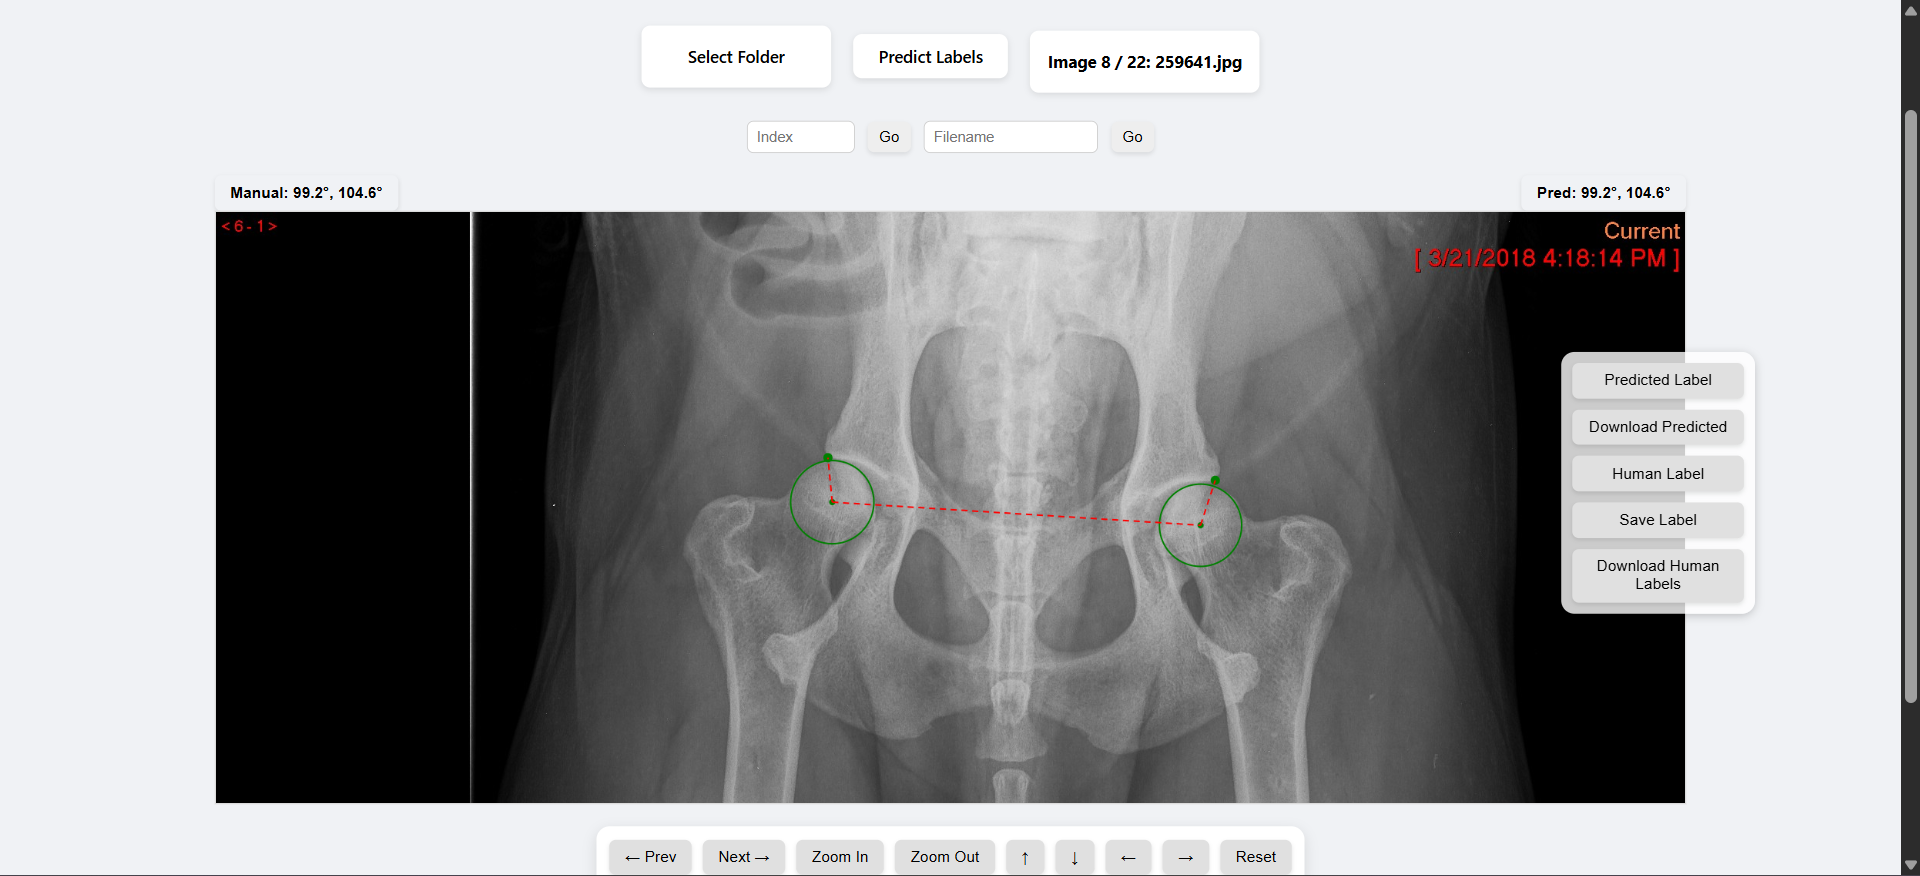 Select Folder
Predict Labels
Image 8 / 22: 259641.jpg
Index
Go
Filename
Go
Manual: 99.2°, 104.6°
Pred: 99.2°, 104.6°
<6-1>
Current
[ 3/21/2018 4:18:14 PM ]
Predicted Label
Download Predicted
Human Label
Save Label
Download Human
Labels
← Prev
Next →
Zoom In
Zoom Out
↑
↓
←
→
Reset